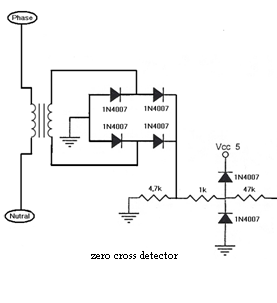 Phase
1N4007
1N4007
1N4007
1N4007
Vcc 5
1N4007
4,7k
1k
47k
1N4007
Nutral
zero cross detector